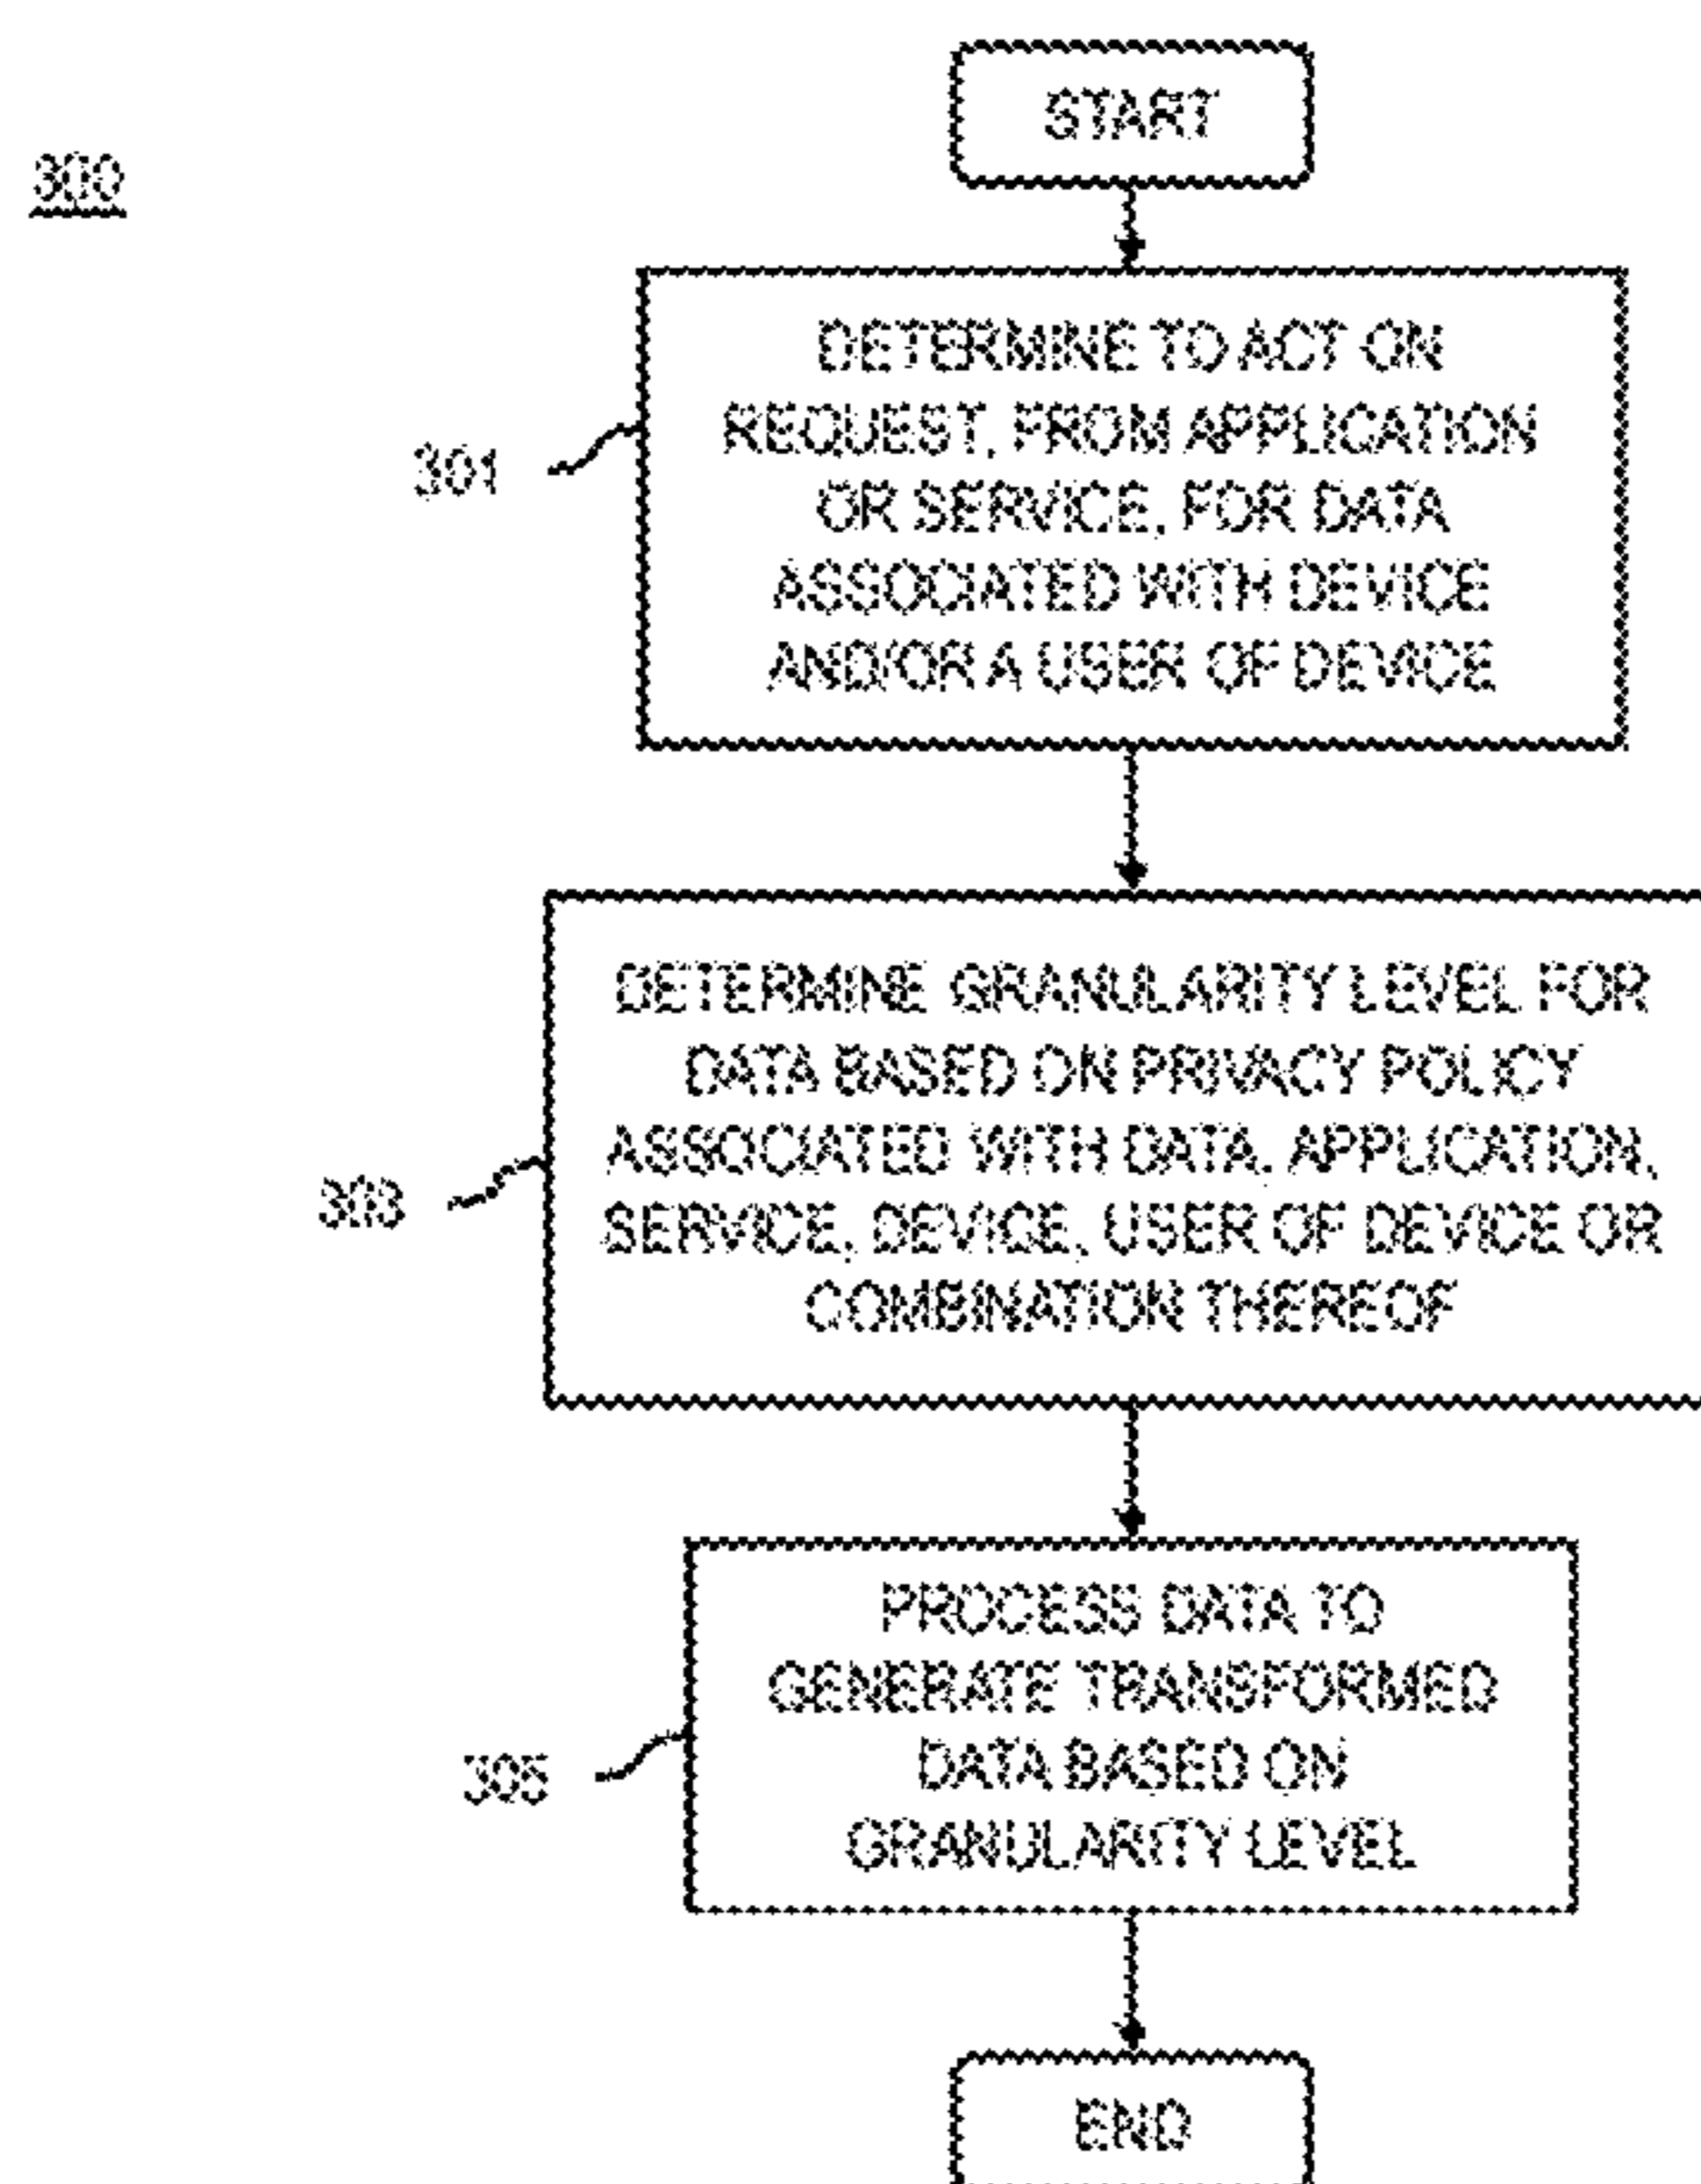 START
300
DETERMINE TO ACT ON
REQUEST, FROM APPLICATION
OR SERVICE, FOR DATA
ASSOCIATED WITH DEVICE
AND/OR A USER OF DEVICE
301
DETERMINE GRANULARITY LEVEL FOR
DATA BASED ON PRIVACY POLICY
ASSOCIATED WITH DATA, APPLICATION,
SERVICE, DEVICE, USER OF DEVICE OR
COMBINATION THEREOF
303
PROCESS DATA TO
GENERATE TRANSFORMED
DATA BASED ON
GRANULARITY LEVEL
305
END